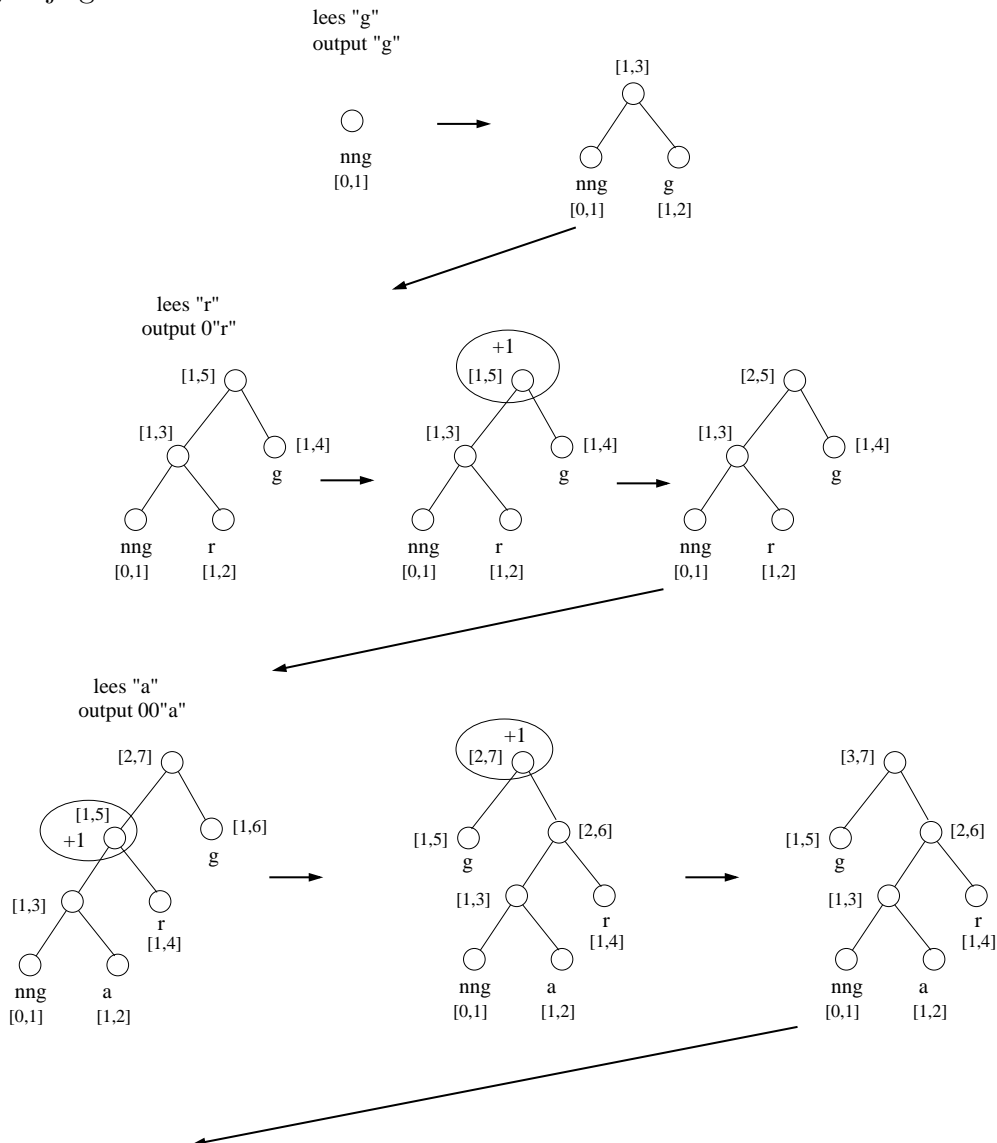 lees "g"
output "g"
[1,3]
nng
[0,1]
nng
g
[0,1]
[1,2]
lees "r"
output 0"r"
[1,5]
[1,3]
[1,4]
g
nng
r
[0,1]
[1,2]
+1
[1,5]
[1,3]
[1,4]
g
nng
r
[0,1]
[1,2]
[2,5]
[1,3]
[1,4]
g
nng
r
[0,1]
[1,2]
lees "a"
output 00"a"
[2,7]
[1,5]
+1
[1,6]
g
[1,3]
r
[1,4]
nng
a
[0,1]
[1,2]
+1
[2,7]
[1,5]
g
[2,6]
[1,3]
r
[1,4]
nng
a
[0,1]
[1,2]
[3,7]
[1,5]
g
[2,6]
[1,3]
r
[1,4]
nng
a
[0,1]
[1,2]